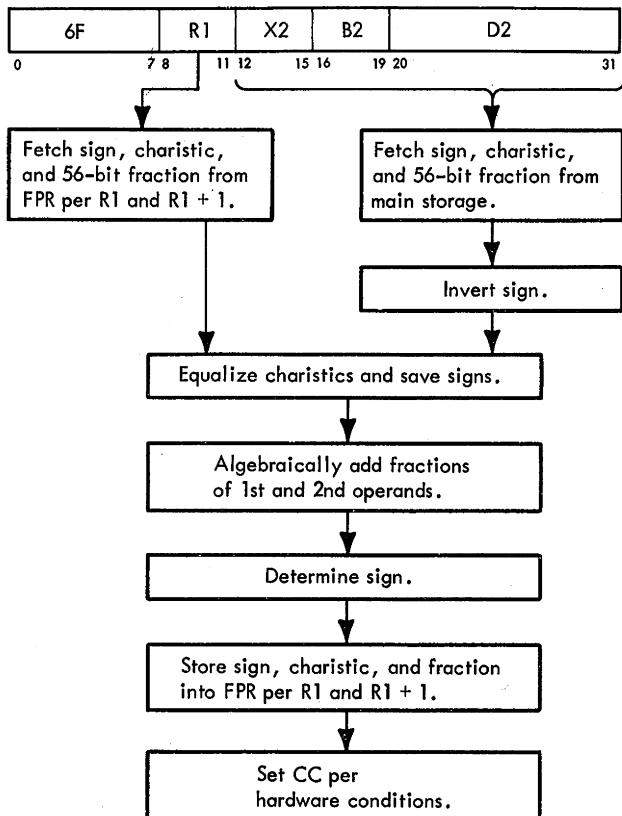 6F R1 X2 B2 D2
0 7 8 11 12 15 16 19 20 31
Fetch sign, charistic,
and 56-bit fraction from
FPR per R1 and R1 + 1.
Fetch sign, charistic,
and 56-bit fraction from
main storage.
Invert sign.
Equalize charistics and save signs.
Algebraically add fractions
of 1st and 2nd operands.
Determine sign.
Store sign, charistic, and fraction
into FPR per R1 and R1 + 1.
Set CC per
hardware conditions.